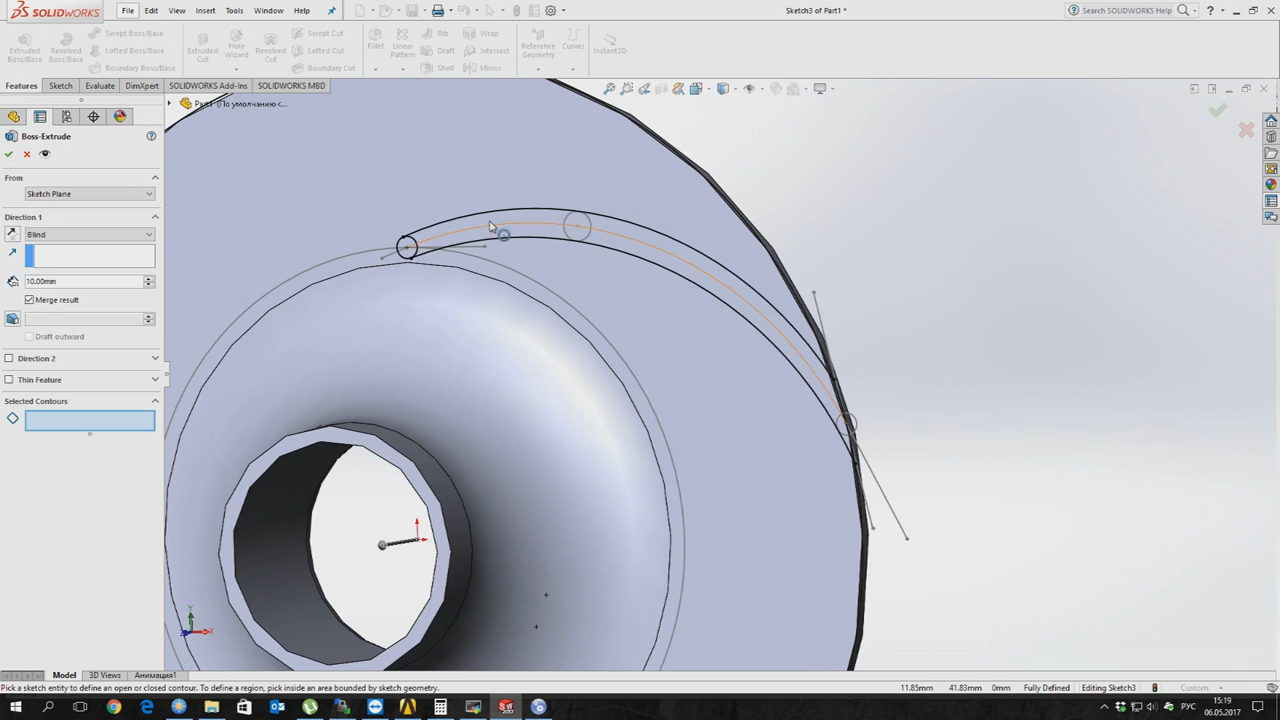 SOLIDWORKS File Edit View Insert Tools Window Help Sketch3 of Part1 * Search SOLIDWORKS Help
Extruded Boss/Base Revolved Boss/Base Swept Boss/Base Lofted Boss/Base Boundary Boss/Base Extruded Cut Hole Wizard Revolved Cut Swept Cut Lofted Cut Boundary Cut Fillet Linear Pattern Rib Draft Shell Wrap Intersect Mirror Reference Geometry Curves Instant3D
Features Sketch Evaluate DimXpert SOLIDWORKS Add-Ins SOLIDWORKS MBD
(По умолчанию <...
Boss-Extrude
From
Sketch Plane
Direction 1
Blind
10.00mm
Merge result
Draft outward
Direction 2
Thin Feature
Selected Contours
Y
X
Z
Model 3D Views Анимация1
Pick a sketch entity to define an open or closed contour. To define a region, pick inside an area bounded by sketch geometry. 11.85mm 41.83mm 0mm Fully Defined Editing Sketch3 Custom
РУС 15:19
06.05.2017